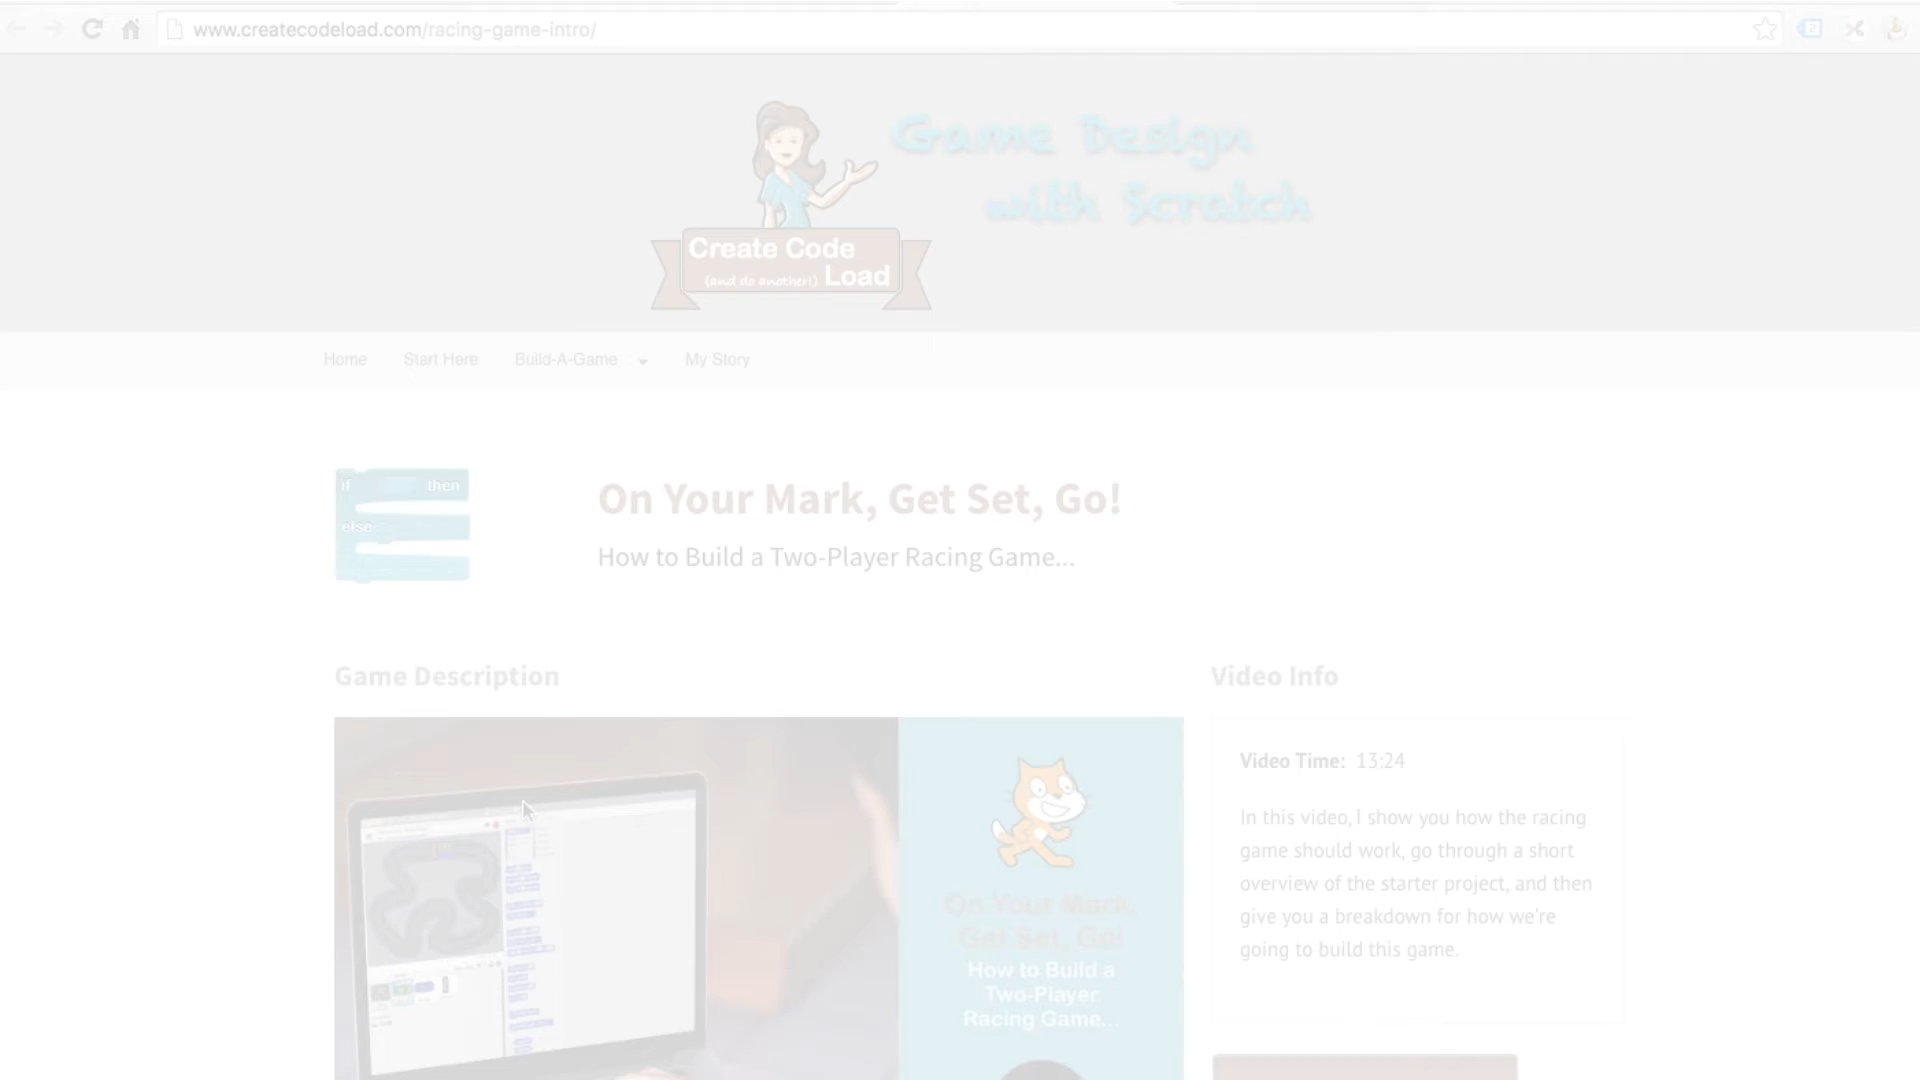 www.createcodeload.com/racing-game-intro/
2
Game Design
with Scratch
Create Code
(and do another!) Load
Home Start Here Build-A-Game My Story
if then
else
On Your Mark, Get Set, Go!
How to Build a Two-Player Racing Game...
Game Description
On Your Mark,
Get Set, Go!
How to Build a
Two-Player
Racing Game...
Video Info
Video Time: 13:24
In this video, I show you how the racing
game should work, go through a short
overview of the starter project, and then
give you a breakdown for how we're
going to build this game.